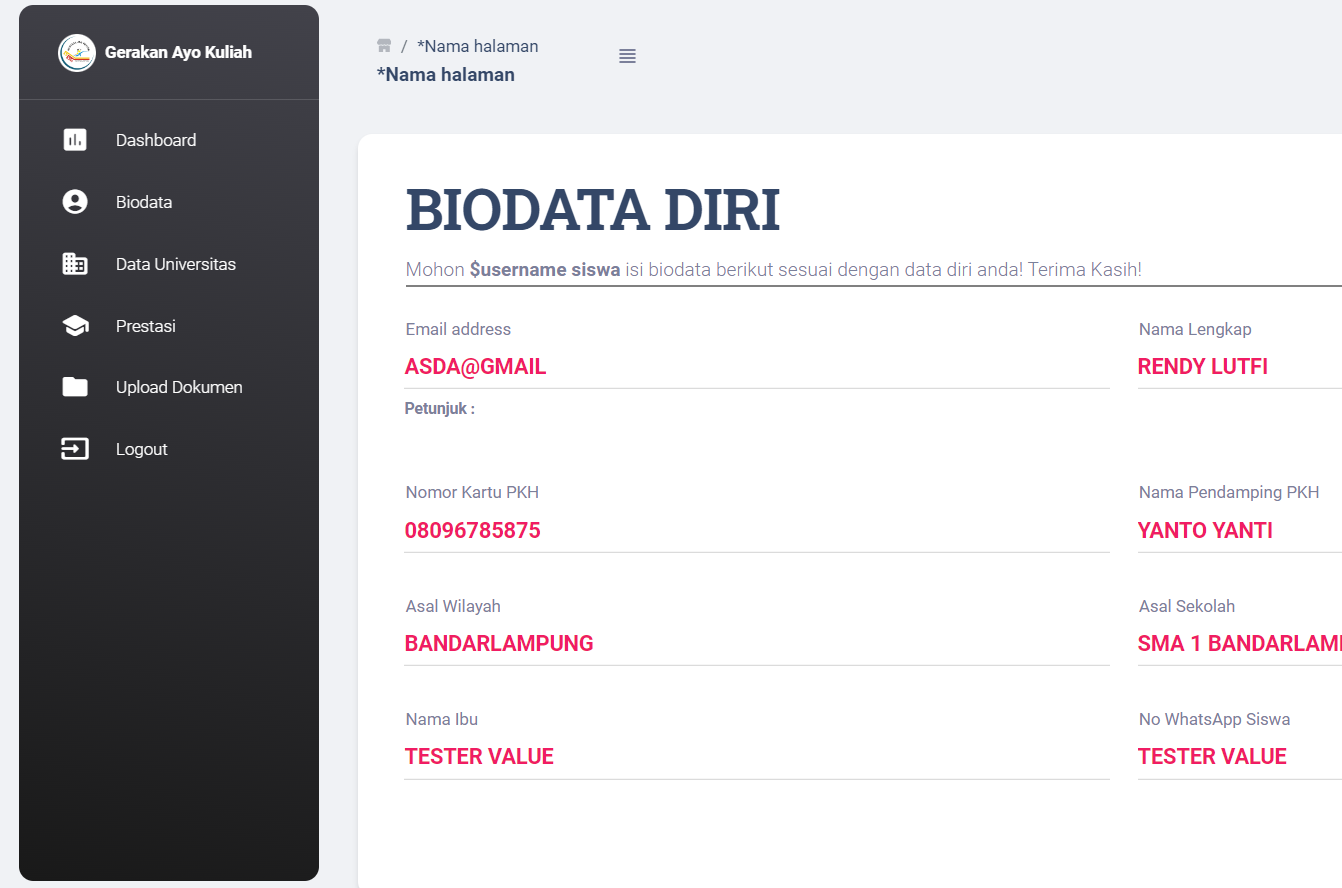 Gerakan Ayo Kuliah
Dashboard
Biodata
Data Universitas
Prestasi
Upload Dokumen
Logout
/ *Nama halaman
*Nama halaman
BIODATA DIRI
Mohon $username siswa isi biodata berikut sesuai dengan data diri anda! Terima Kasih!
Email address
ASDA@GMAIL
Petunjuk :
Nama Lengkap
RENDY LUTFI
Nomor Kartu PKH
08096785875
Nama Pendamping PKH
YANTO YANTI
Asal Wilayah
BANDARLAMPUNG
Asal Sekolah
SMA 1 BANDARLAM
Nama Ibu
TESTER VALUE
No WhatsApp Siswa
TESTER VALUE